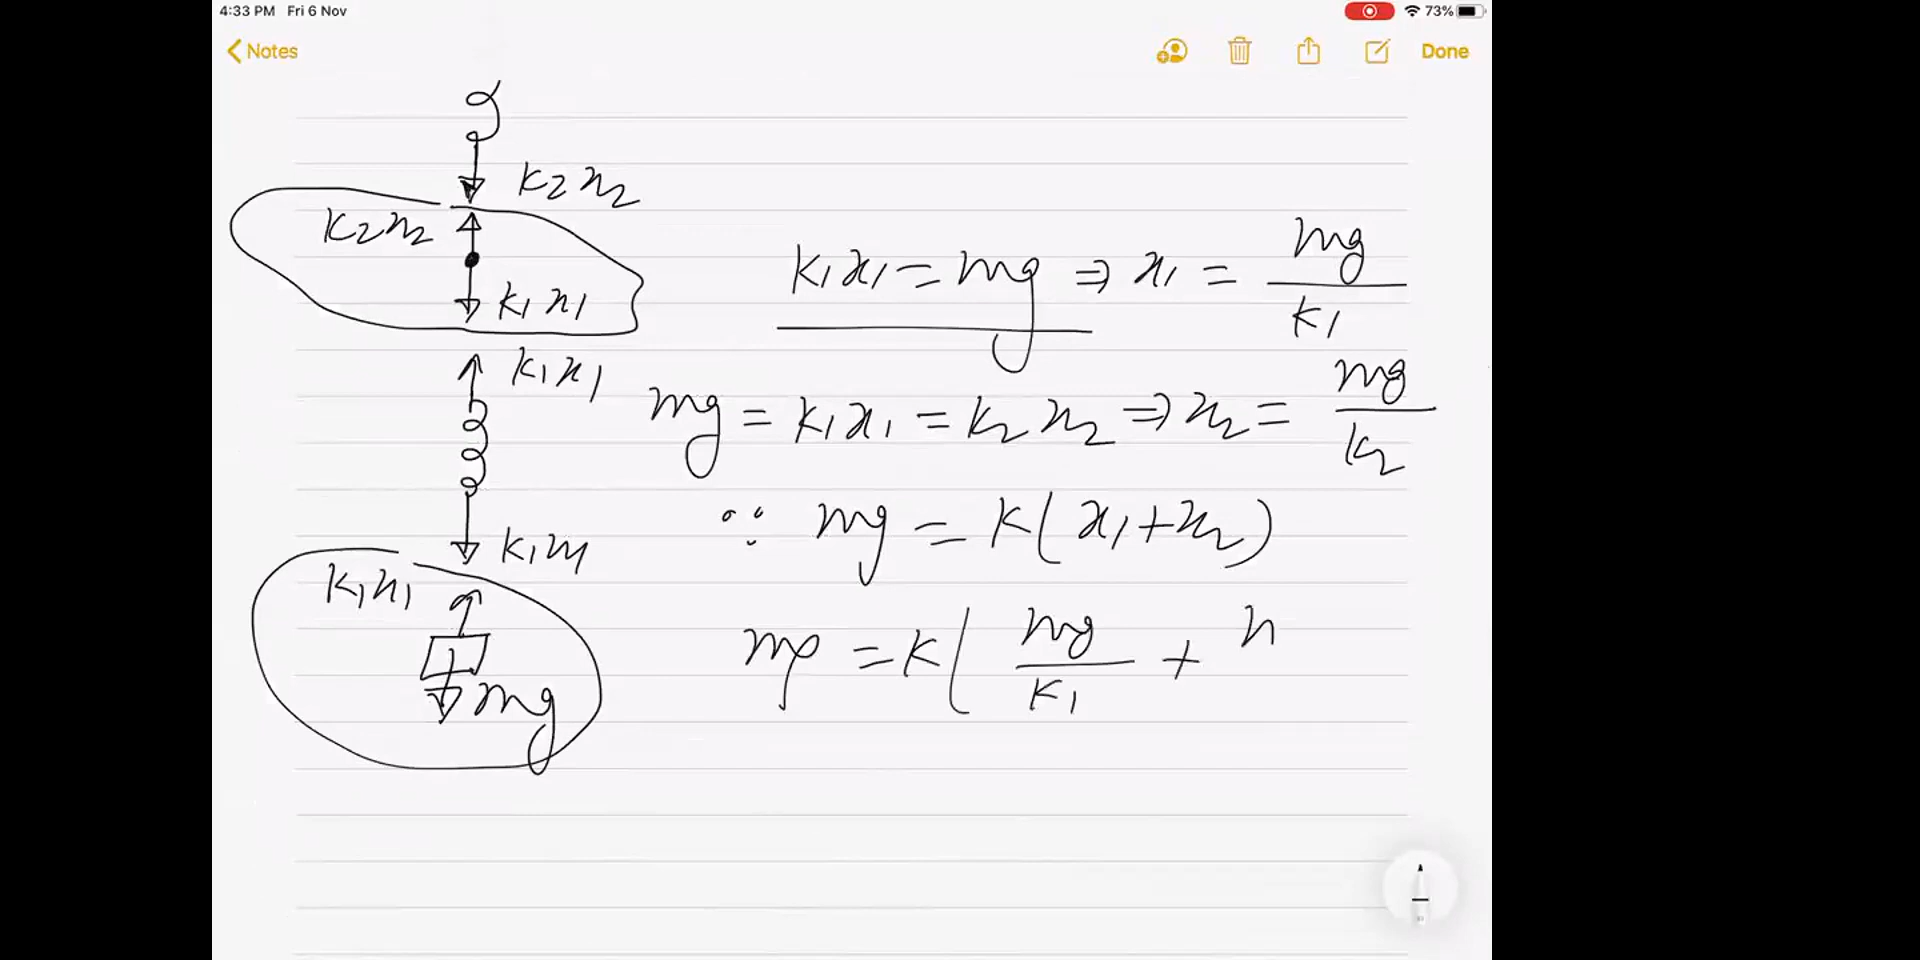 4:33 PM Fri 6 Nov
73%
Notes
Done
k2x2
k2x2
k1x1
k1x1
k1x1
k1x1
mg
k1x1 = mg ⇒ x1 = mg/k1
mg = k1x1 = k2x2 ⇒ x2 = mg/k2
∵ mg = k(x1+x2)
mg = k( mg/k1 +